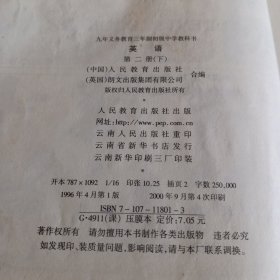 九年义务教育三年制初级中学教科书
英 语
第二册(下)
(中国)人民教育出版社
(英国)朗文出版集团有限公司 合编
版权归人民教育出版社所有
人民教育出版社出版
网址:http://www.pep.com.cn
云南人民出版社重印
云南省新华书店发行
云南新华印刷三厂印装
开本 787×1092 1/16 印张 10.25 插页 2 字数 250,000
1996年4月第1版 2000年9月第4次印刷
ISBN 7-107-11801-3
G·4911(课) 压膜本 定价:7.05元
著作权所有 请勿擅用本书制作各类出版物 违者必究
如发现印、装质量问题,影响阅读,请与本厂联系调换。